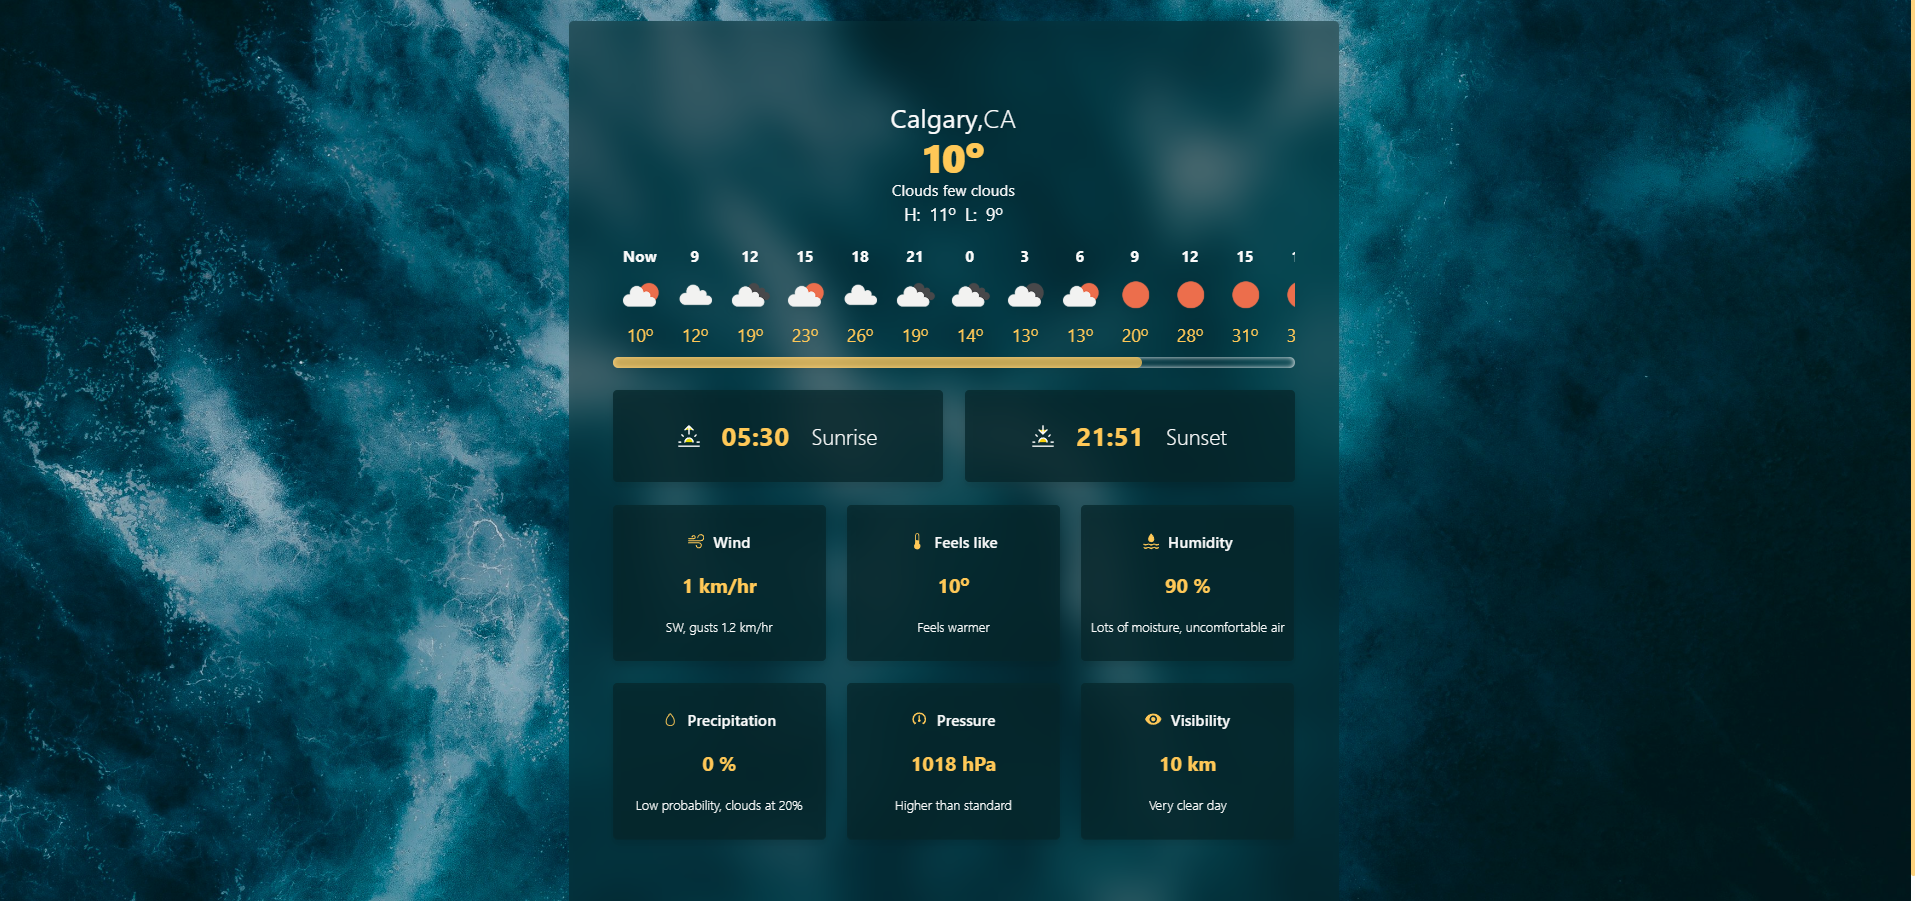 Calgary,CA
10º
Clouds few clouds
H: 11º L: 9º
Now 9 12 15 18 21 0 3 6 9 12 15
10º 12º 19º 23º 26º 19º 14º 13º 13º 20º 28º 31º
05:30 Sunrise 21:51 Sunset
Wind Feels like Humidity
1 km/hr 10º 90 %
SW, gusts 1.2 km/hr Feels warmer Lots of moisture, uncomfortable air
Precipitation Pressure Visibility
0 % 1018 hPa 10 km
Low probability, clouds at 20% Higher than standard Very clear day